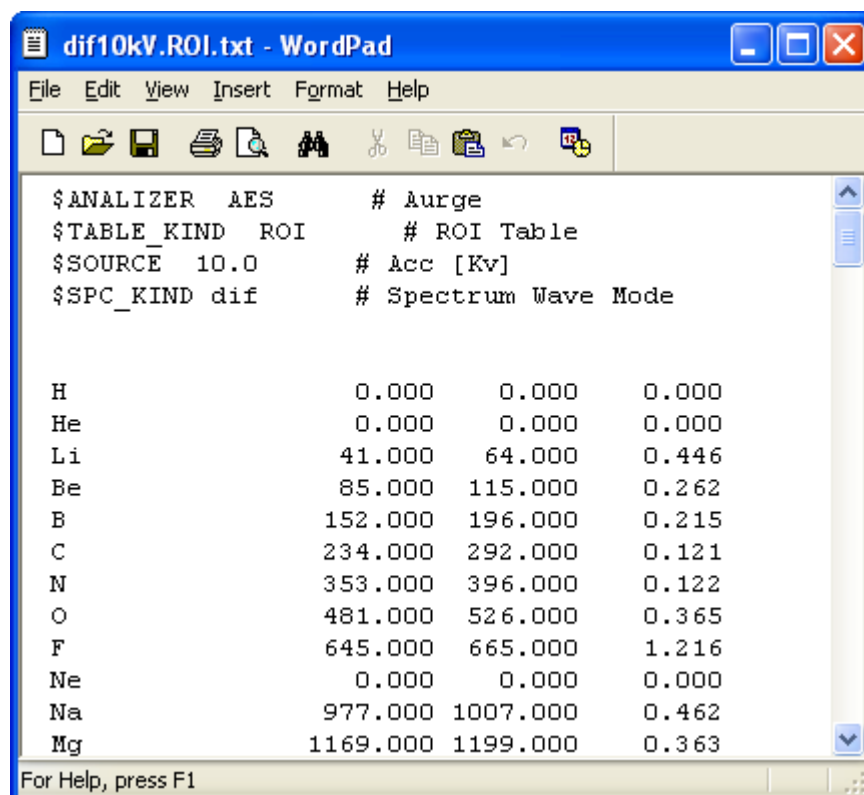 dif10kV.ROI.txt - WordPad
File Edit View Insert Format Help
$ANALIZER AES # Aurge
$TABLE_KIND ROI # ROI Table
$SOURCE 10.0 # Acc [Kv]
$SPC_KIND dif # Spectrum Wave Mode
H 0.000 0.000 0.000
He 0.000 0.000 0.000
Li 41.000 64.000 0.446
Be 85.000 115.000 0.262
B 152.000 196.000 0.215
C 234.000 292.000 0.121
N 353.000 396.000 0.122
O 481.000 526.000 0.365
F 645.000 665.000 1.216
Ne 0.000 0.000 0.000
Na 977.000 1007.000 0.462
Mg 1169.000 1199.000 0.363
For Help, press F1